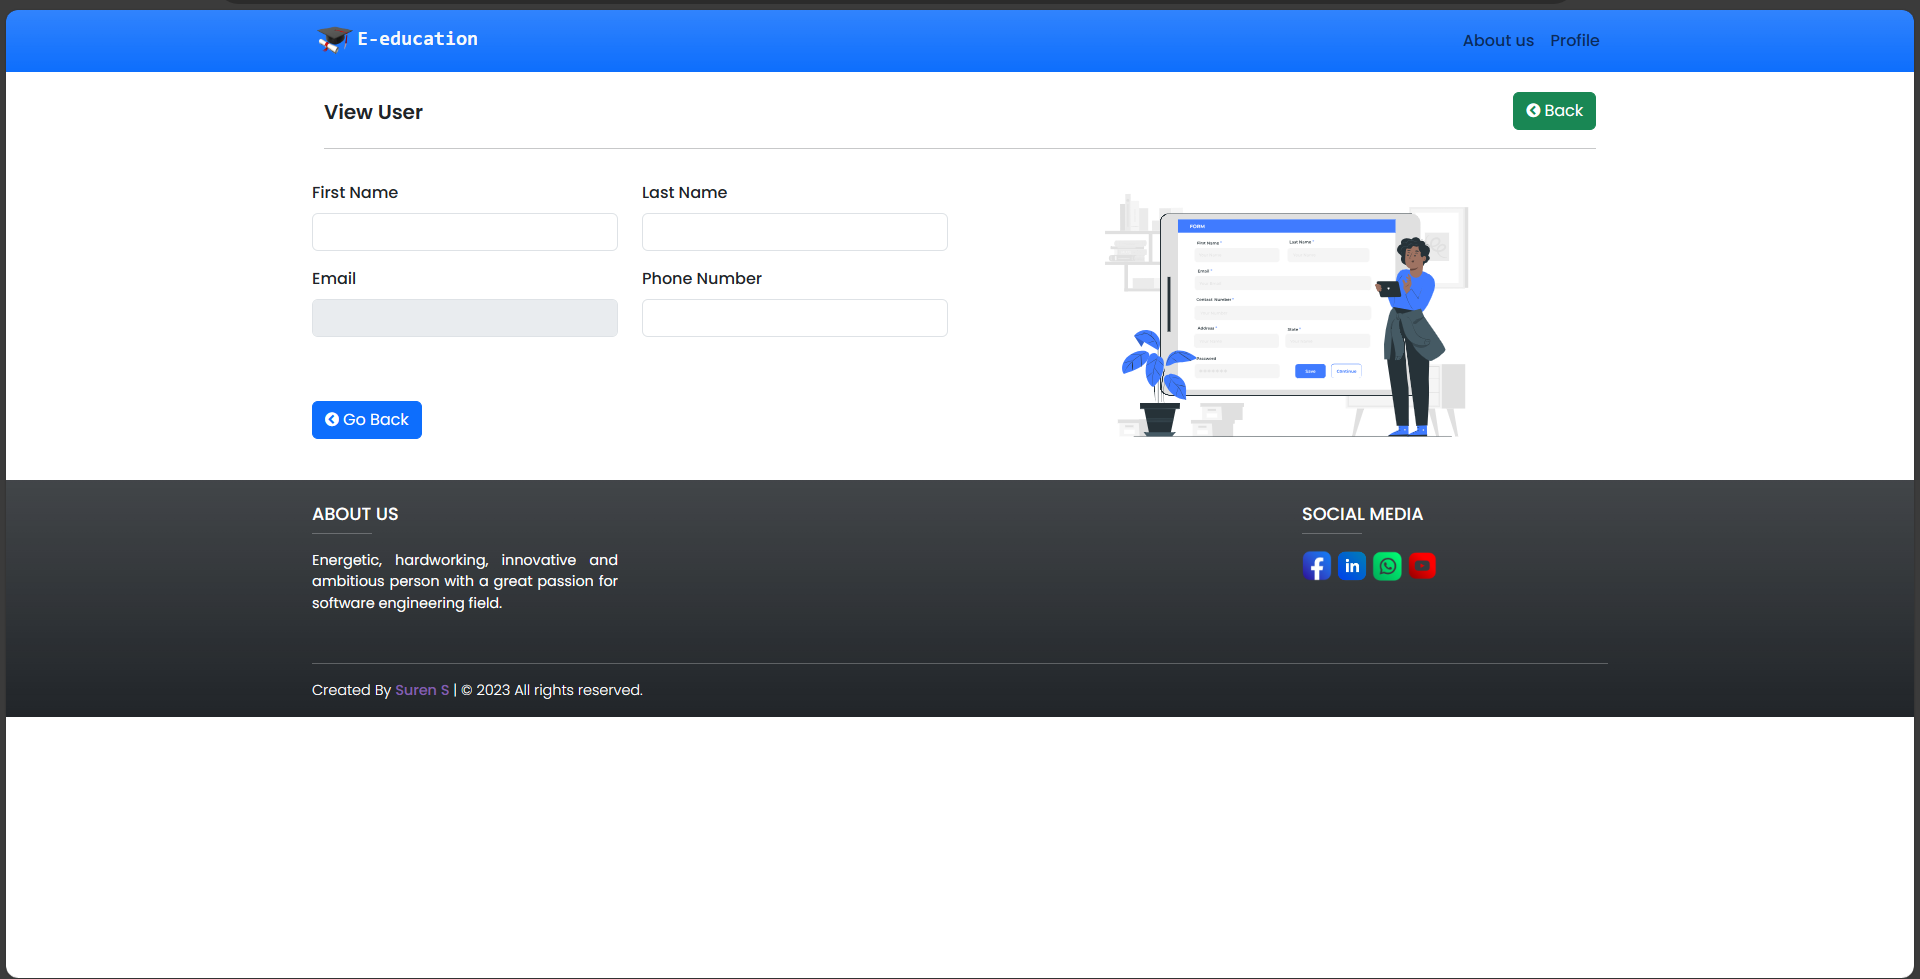 E-education
About us
Profile
View User
Back
First Name
Last Name
Email
Phone Number
Go Back
FORM
First Name *
Last Name *
Email *
Contact Number *
Address *
State *
Password
Save
Continue
ABOUT US
Energetic, hardworking, innovative and
ambitious person with a great passion for
software engineering field.
SOCIAL MEDIA
in
Created By Suren S | © 2023 All rights reserved.